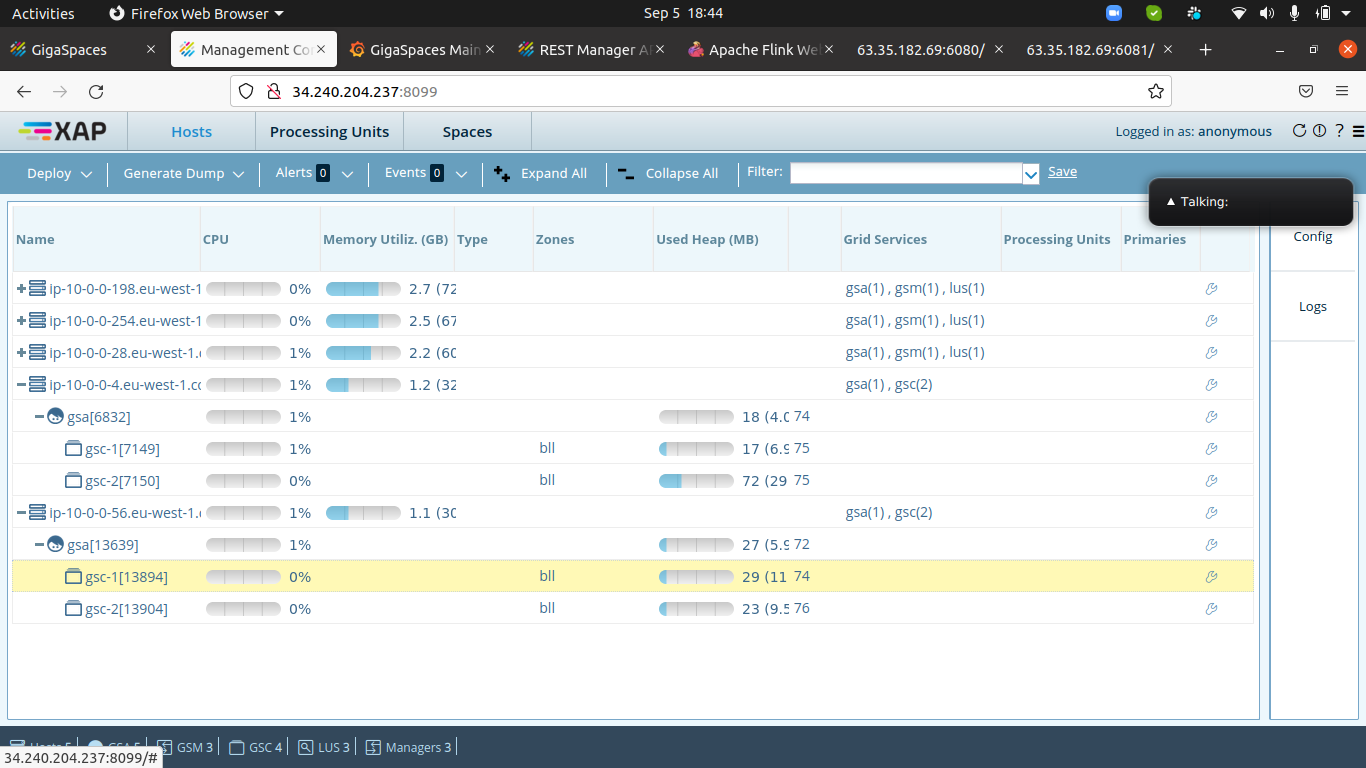 Activities Firefox Web Browser Sep 5 18:44
GigaSpaces Management Co GigaSpaces Main REST Manager A Apache Flink We 63.35.182.69:6080/ 63.35.182.69:6081/
34.240.204.237:8099
XAP Hosts Processing Units Spaces Logged in as: anonymous ?
Deploy Generate Dump Alerts 0 Events 0 Expand All Collapse All Filter: Save
Talking:
Name CPU Memory Utiliz. (GB) Type Zones Used Heap (MB) Grid Services Processing Units Primaries
Config
Logs
ip-10-0-0-198.eu-west-1 0% 2.7 (72 gsa(1) , gsm(1) , lus(1)
ip-10-0-0-254.eu-west-1 0% 2.5 (67 gsa(1) , gsm(1) , lus(1)
ip-10-0-0-28.eu-west-1.c 1% 2.2 (60 gsa(1) , gsm(1) , lus(1)
ip-10-0-0-4.eu-west-1.co 1% 1.2 (32 gsa(1) , gsc(2)
gsa[6832] 1% 18 (4.0 74
gsc-1[7149] 1% bll 17 (6.9 75
gsc-2[7150] 0% bll 72 (29 75
ip-10-0-0-56.eu-west-1.c 1% 1.1 (30 gsa(1) , gsc(2)
gsa[13639] 1% 27 (5.9 72
gsc-1[13894] 0% bll 29 (11 74
gsc-2[13904] 0% bll 23 (9.5 76
GSM 3 GSC 4 LUS 3 Managers 3
34.240.204.237:8099/#